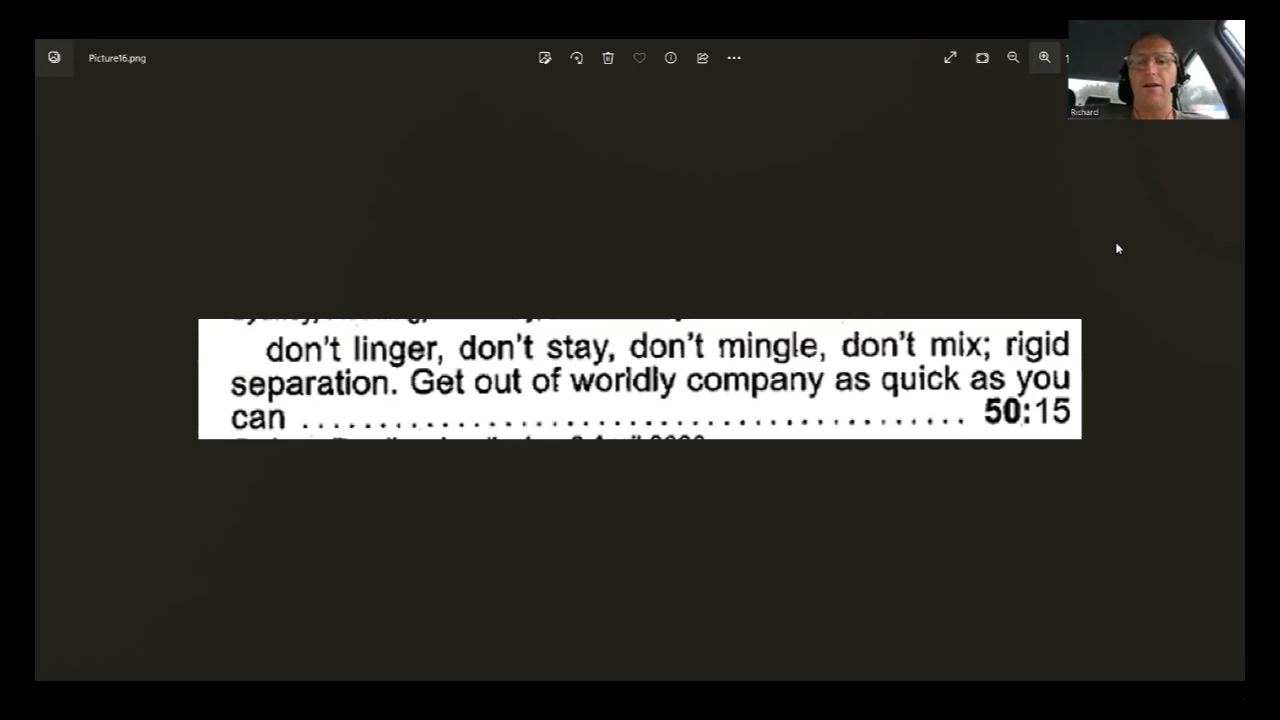 Picture16.png
1
Richard
don't linger, don't stay, don't mingle, don't mix; rigid
separation. Get out of worldly company as quick as you
can ........................................ 50:15